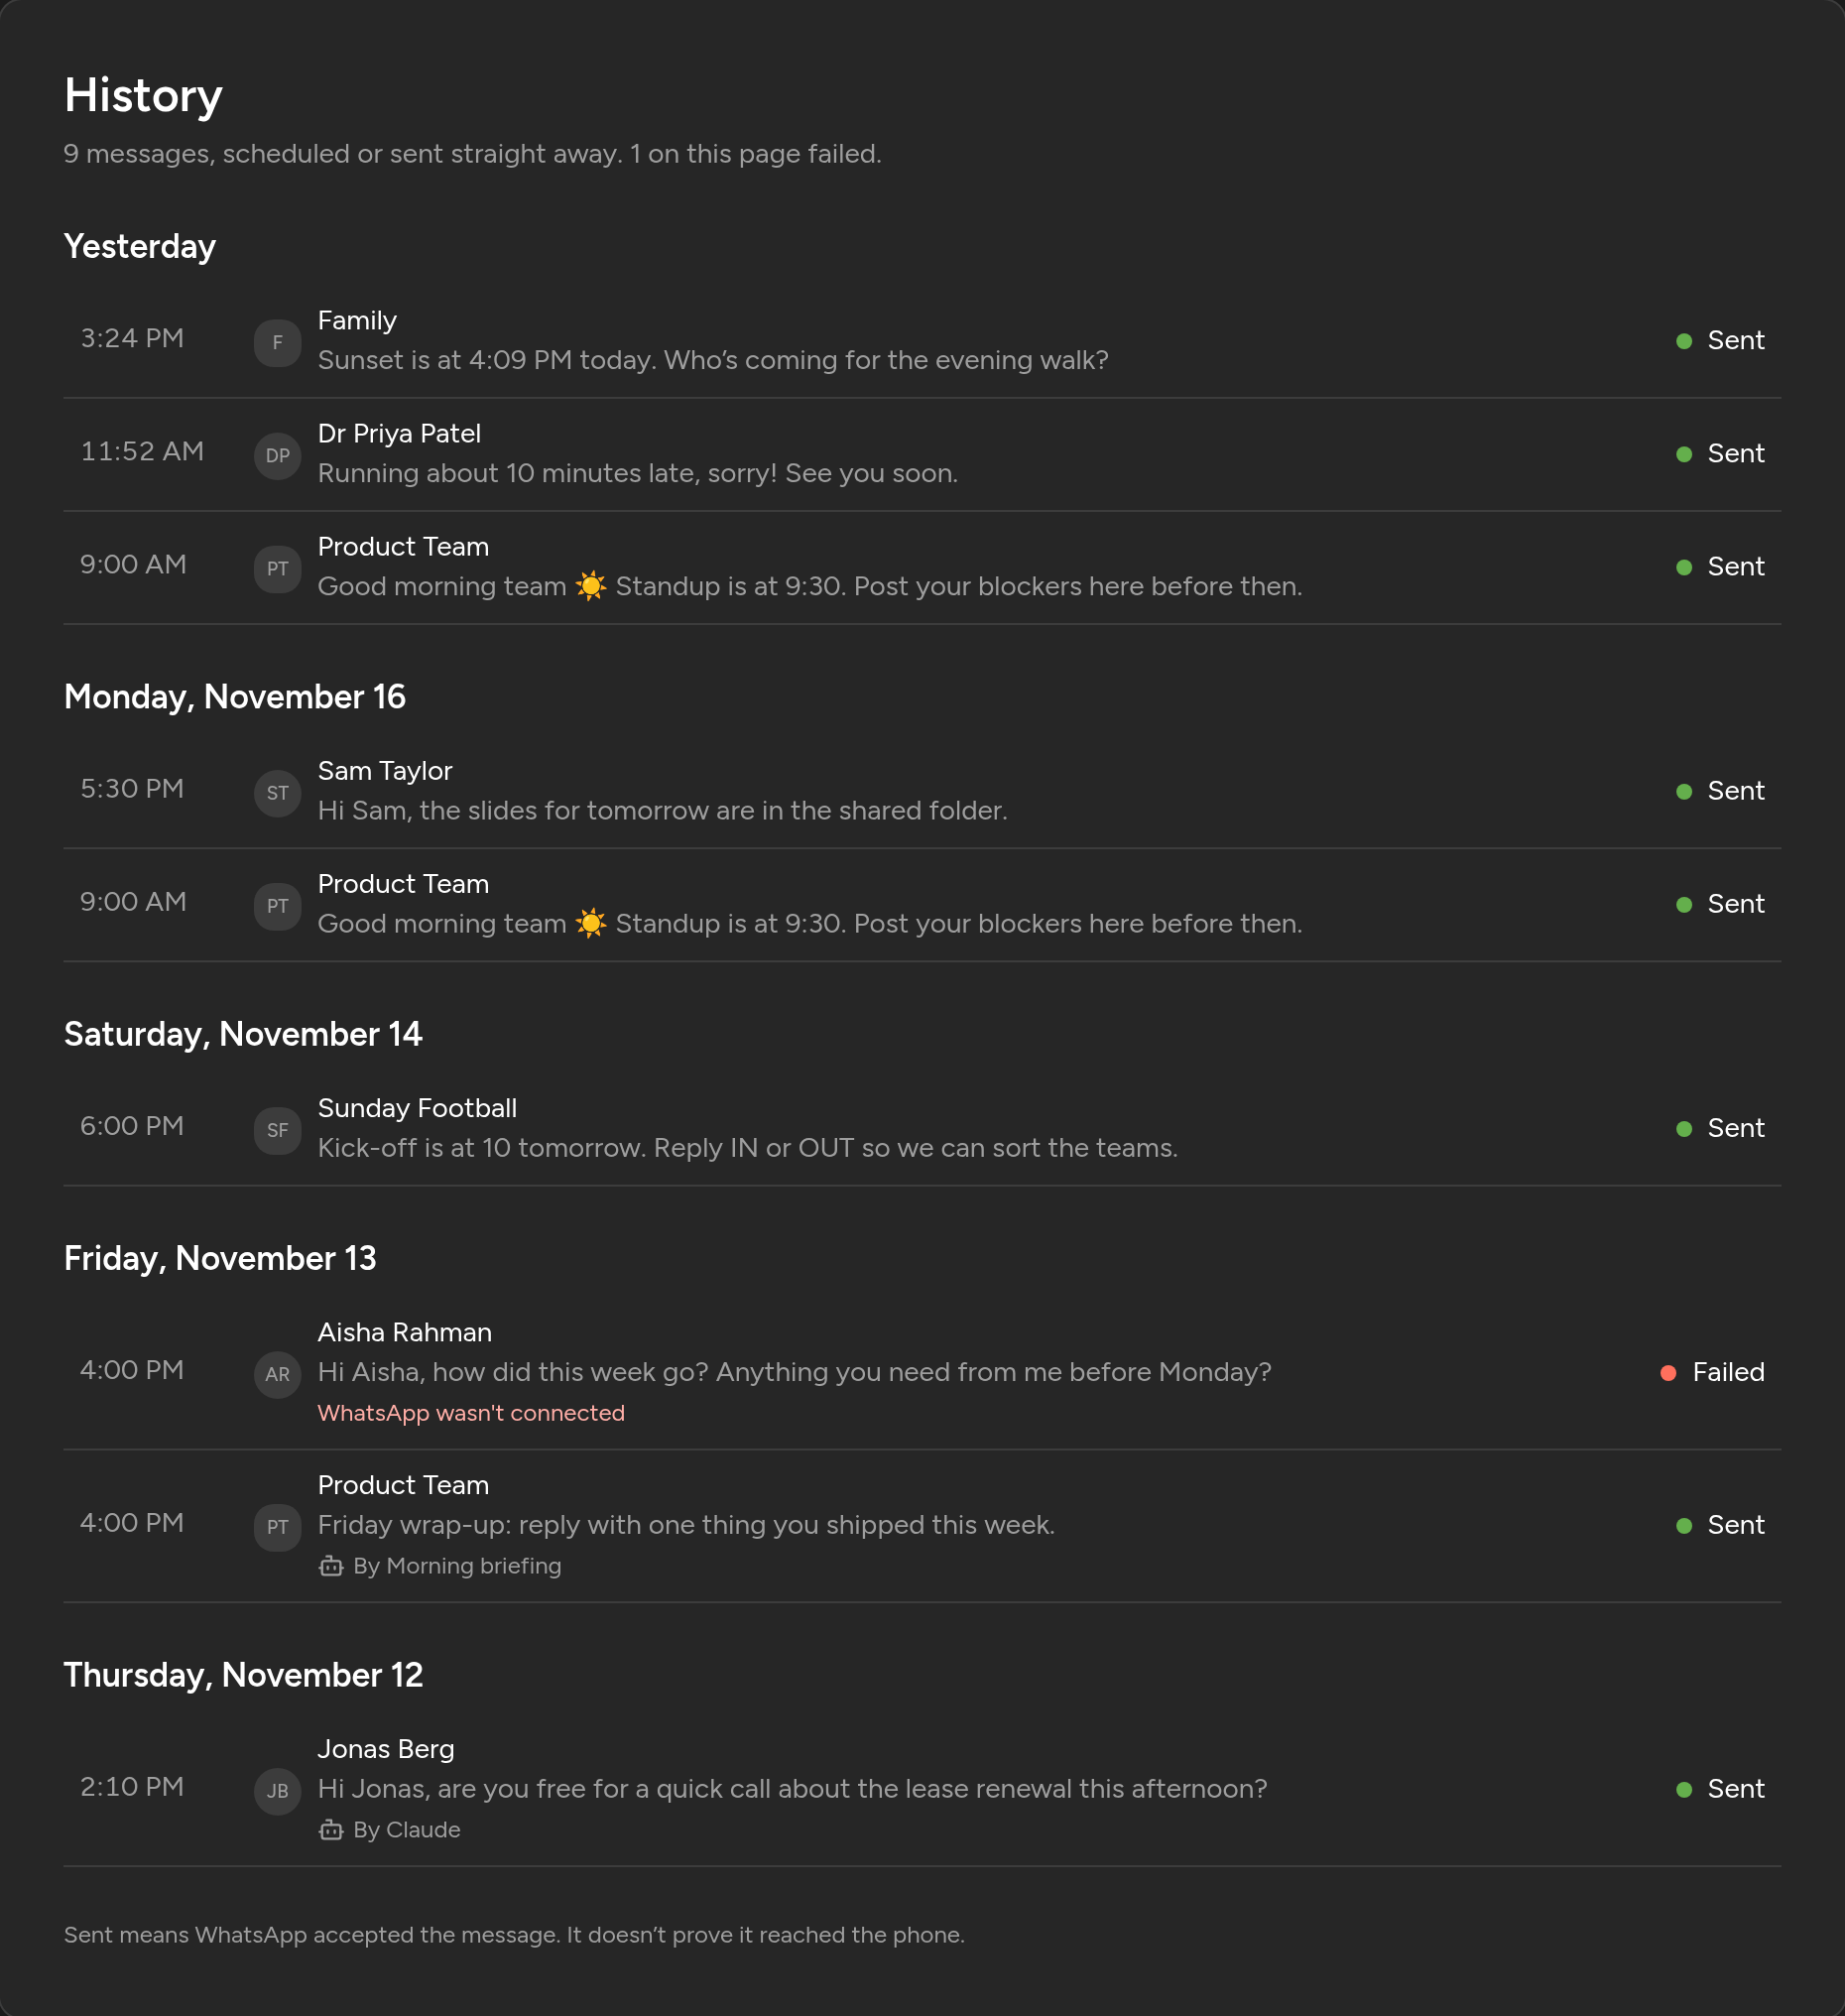 History
9 messages, scheduled or sent straight away. 1 on this page failed.
Yesterday
3:24 PM
F
Family
Sunset is at 4:09 PM today. Who’s coming for the evening walk?
Sent
11:52 AM
DP
Dr Priya Patel
Running about 10 minutes late, sorry! See you soon.
Sent
9:00 AM
PT
Product Team
Good morning team ☀️ Standup is at 9:30. Post your blockers here before then.
Sent
Monday, November 16
5:30 PM
ST
Sam Taylor
Hi Sam, the slides for tomorrow are in the shared folder.
Sent
9:00 AM
PT
Product Team
Good morning team ☀️ Standup is at 9:30. Post your blockers here before then.
Sent
Saturday, November 14
6:00 PM
SF
Sunday Football
Kick-off is at 10 tomorrow. Reply IN or OUT so we can sort the teams.
Sent
Friday, November 13
4:00 PM
AR
Aisha Rahman
Hi Aisha, how did this week go? Anything you need from me before Monday?
WhatsApp wasn't connected
Failed
4:00 PM
PT
Product Team
Friday wrap-up: reply with one thing you shipped this week.
By Morning briefing
Sent
Thursday, November 12
2:10 PM
JB
Jonas Berg
Hi Jonas, are you free for a quick call about the lease renewal this afternoon?
By Claude
Sent
Sent means WhatsApp accepted the message. It doesn’t prove it reached the phone.